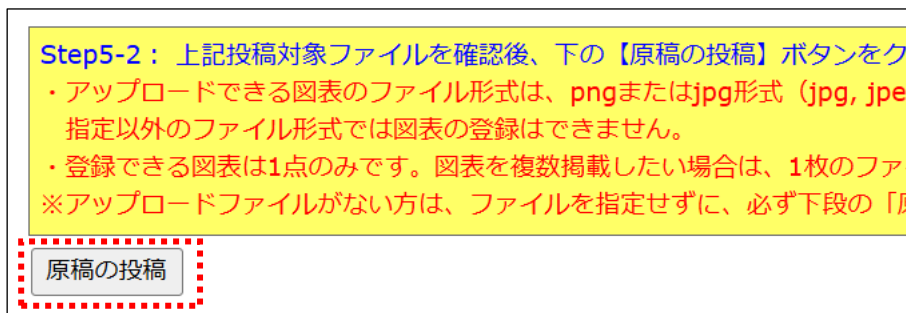 Step5-2： 上記投稿対象ファイルを確認後、下の【原稿の投稿】ボタンをク
・アップロードできる図表のファイル形式は、pngまたはjpg形式（jpg, jpe
指定以外のファイル形式では図表の登録はできません。
・登録できる図表は1点のみです。図表を複数掲載したい場合は、1枚のファ
※アップロードファイルがない方は、ファイルを指定せずに、必ず下段の「原
原稿の投稿